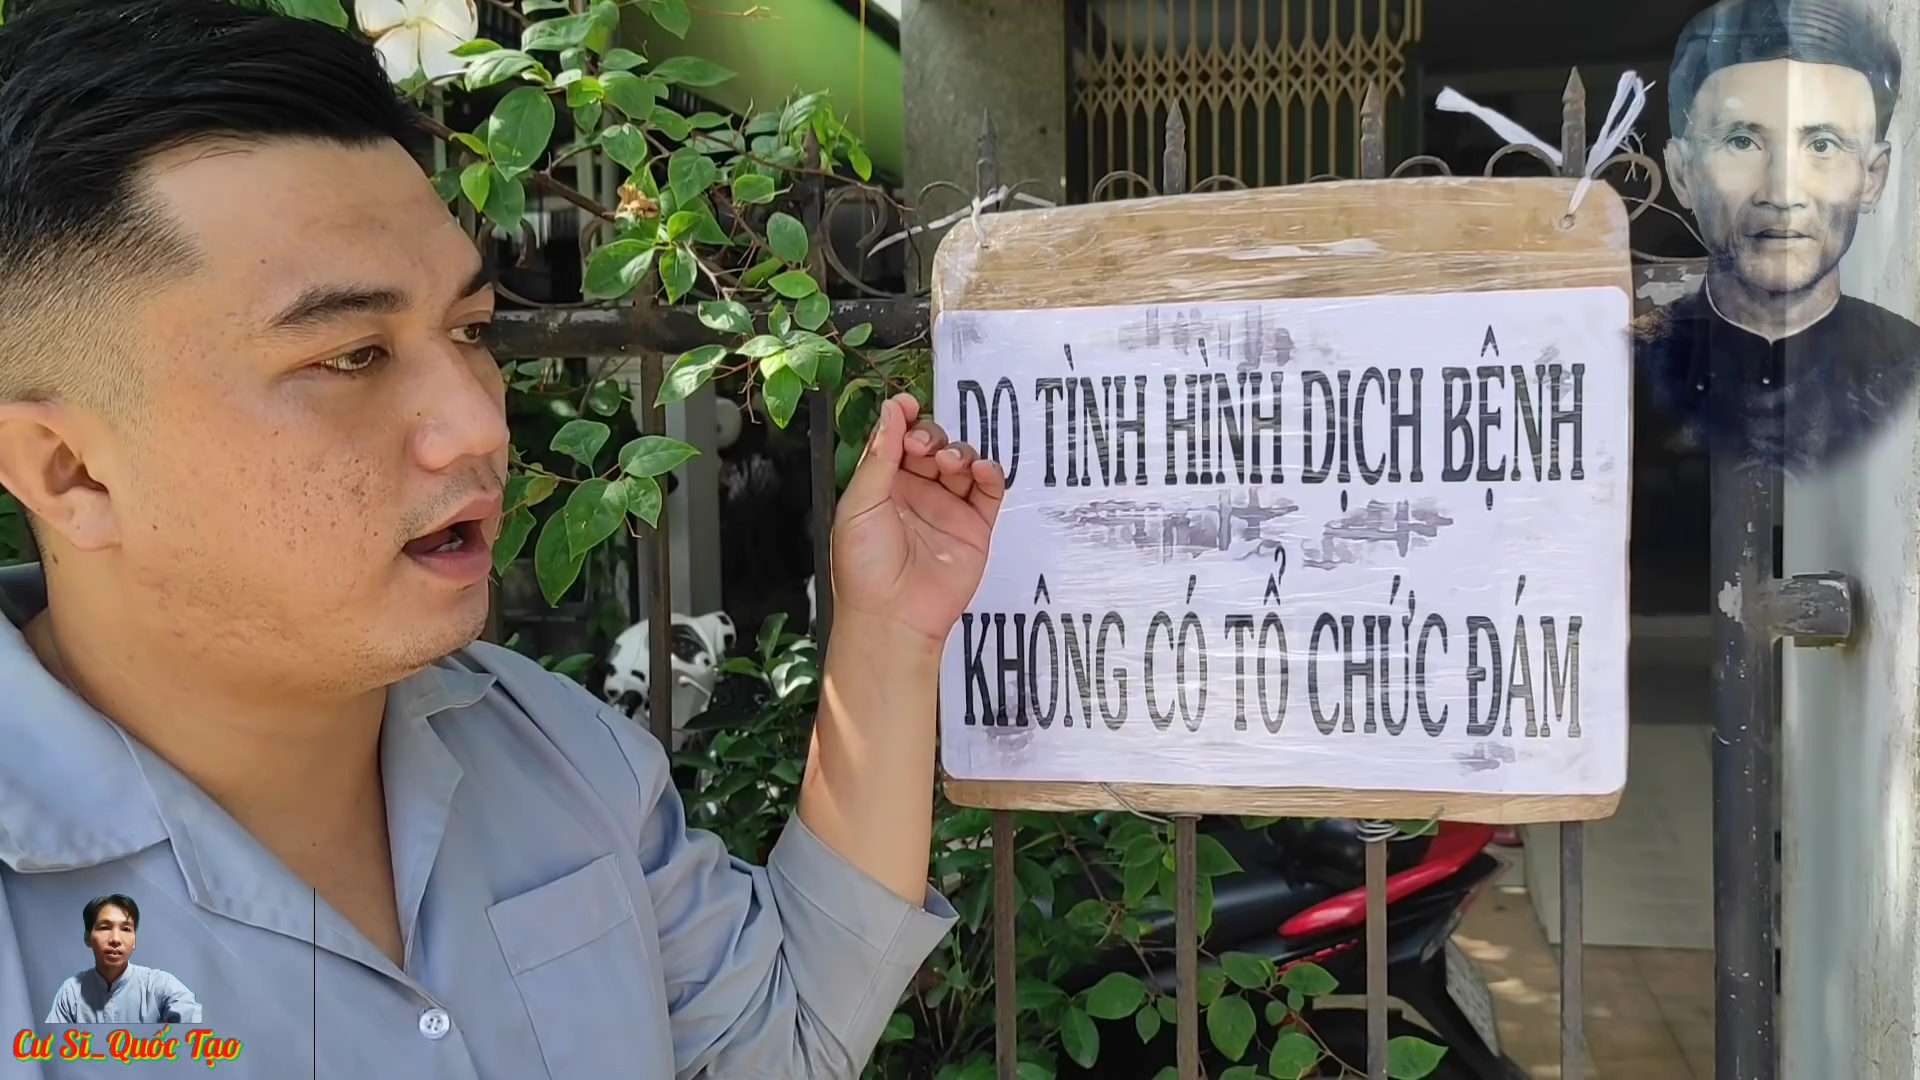 DO TÌNH HÌNH DỊCH BỆNH
KHÔNG CÓ TỔ CHỨC ĐÁM
Cư Sĩ_Quốc Tạo